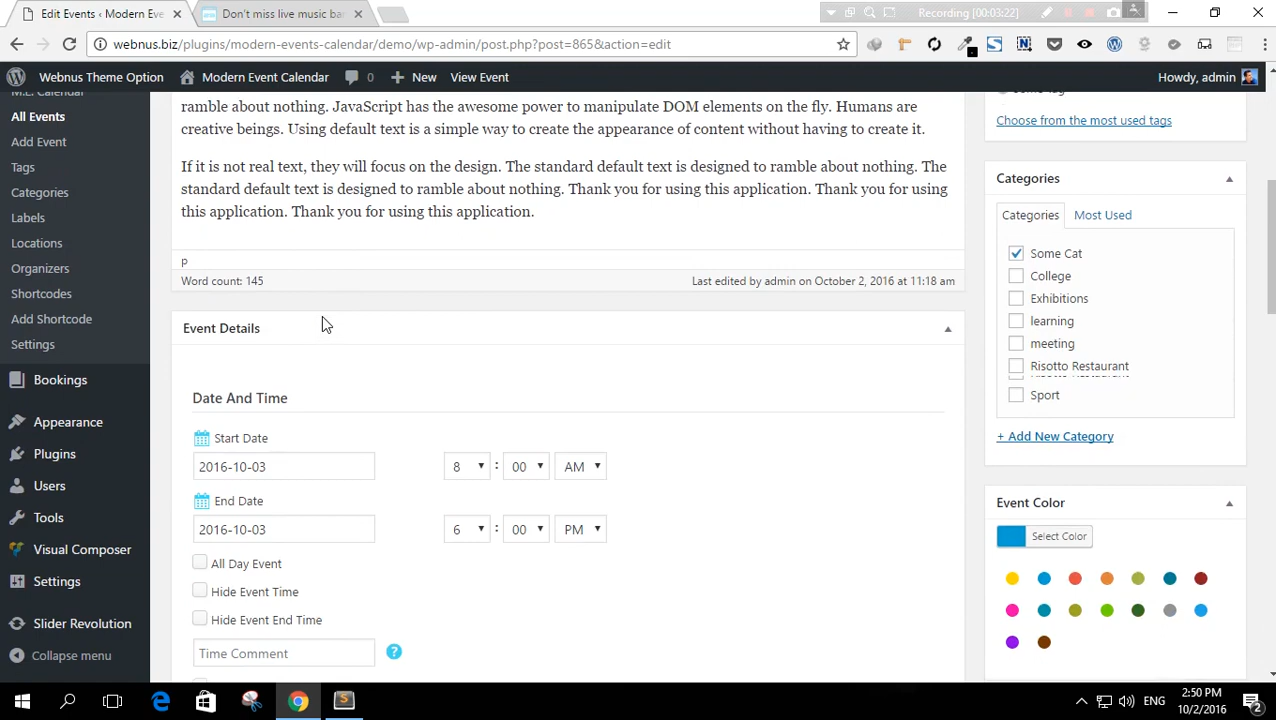 Edit Events ‹ Modern Eve
Don't miss live music bar
Recording [00:03:22]
webnus.biz/plugins/modern-events-calendar/demo/wp-admin/post.php?post=865&action=edit
Webnus Theme Option
Modern Event Calendar
0
New
View Event
Howdy, admin
M.E. Calendar
All Events
Add Event
Tags
Categories
Labels
Locations
Organizers
Shortcodes
Add Shortcode
Settings
Bookings
Appearance
Plugins
Users
Tools
Visual Composer
Settings
Slider Revolution
Collapse menu
ramble about nothing. JavaScript has the awesome power to manipulate DOM elements on the fly. Humans are
creative beings. Using default text is a simple way to create the appearance of content without having to create it.
If it is not real text, they will focus on the design. The standard default text is designed to ramble about nothing. The
standard default text is designed to ramble about nothing. Thank you for using this application. Thank you for using
this application. Thank you for using this application.
p
Word count: 145
Last edited by admin on October 2, 2016 at 11:18 am
Event Details
Date And Time
Start Date
2016-10-03
8 : 00 AM
End Date
2016-10-03
6 : 00 PM
All Day Event
Hide Event Time
Hide Event End Time
Time Comment
?
Choose from the most used tags
Categories
Categories
Most Used
Some Cat
College
Exhibitions
learning
meeting
Risotto Restaurant
Sport
+ Add New Category
Event Color
Select Color
ENG
2:50 PM
10/2/2016
2